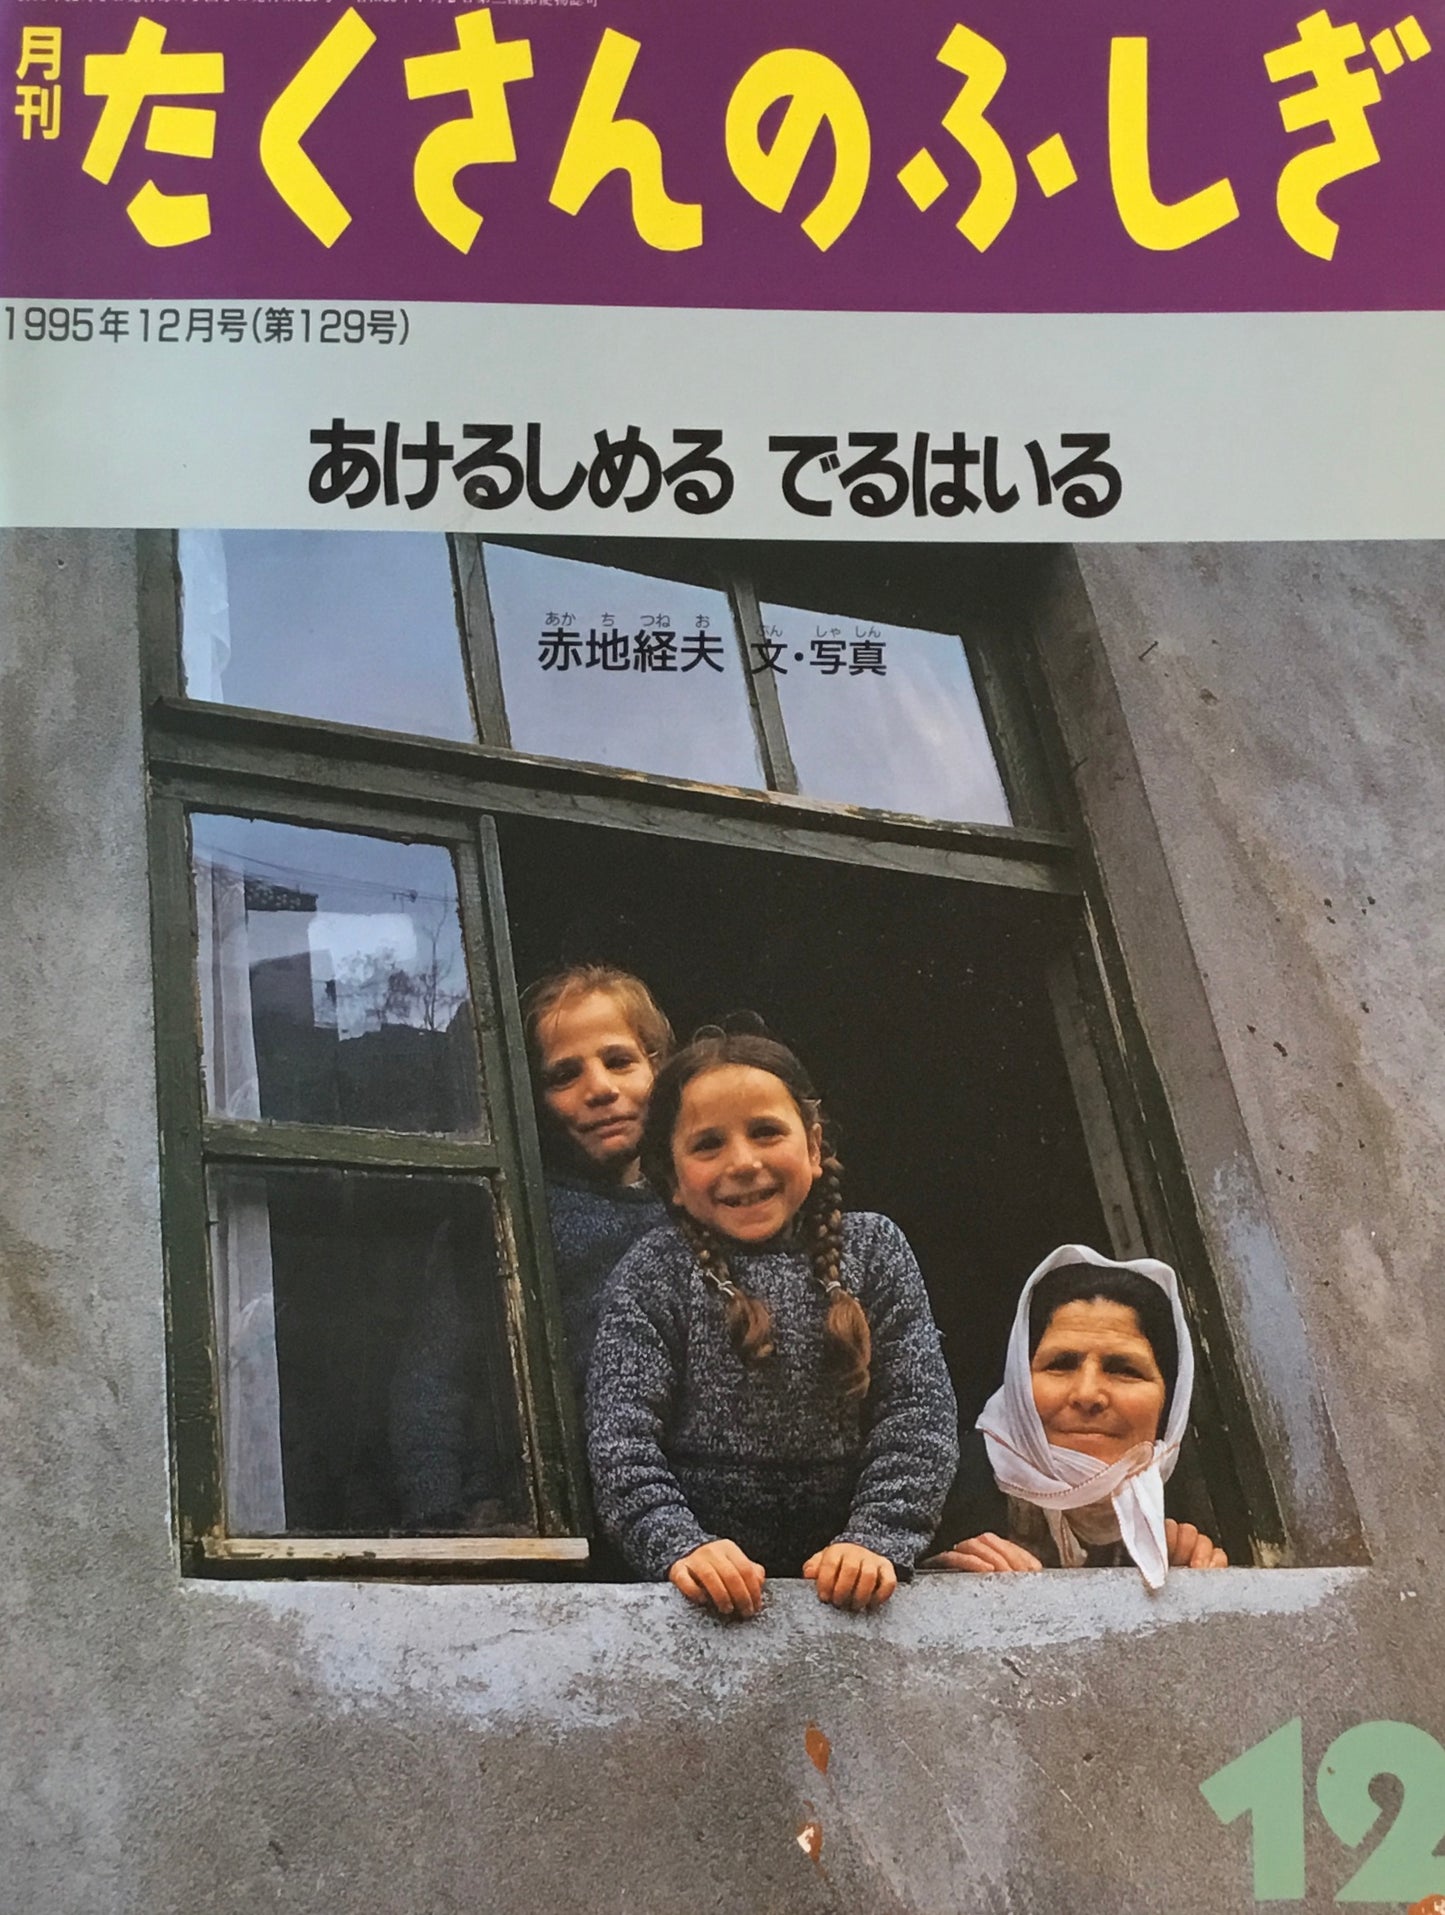 月刊 たくさんのふしぎ
1995年12月号(第129号)
あけるしめる でるはいる
あか ち つね お ぶん しゃ しん
赤地経夫 文・写真
12